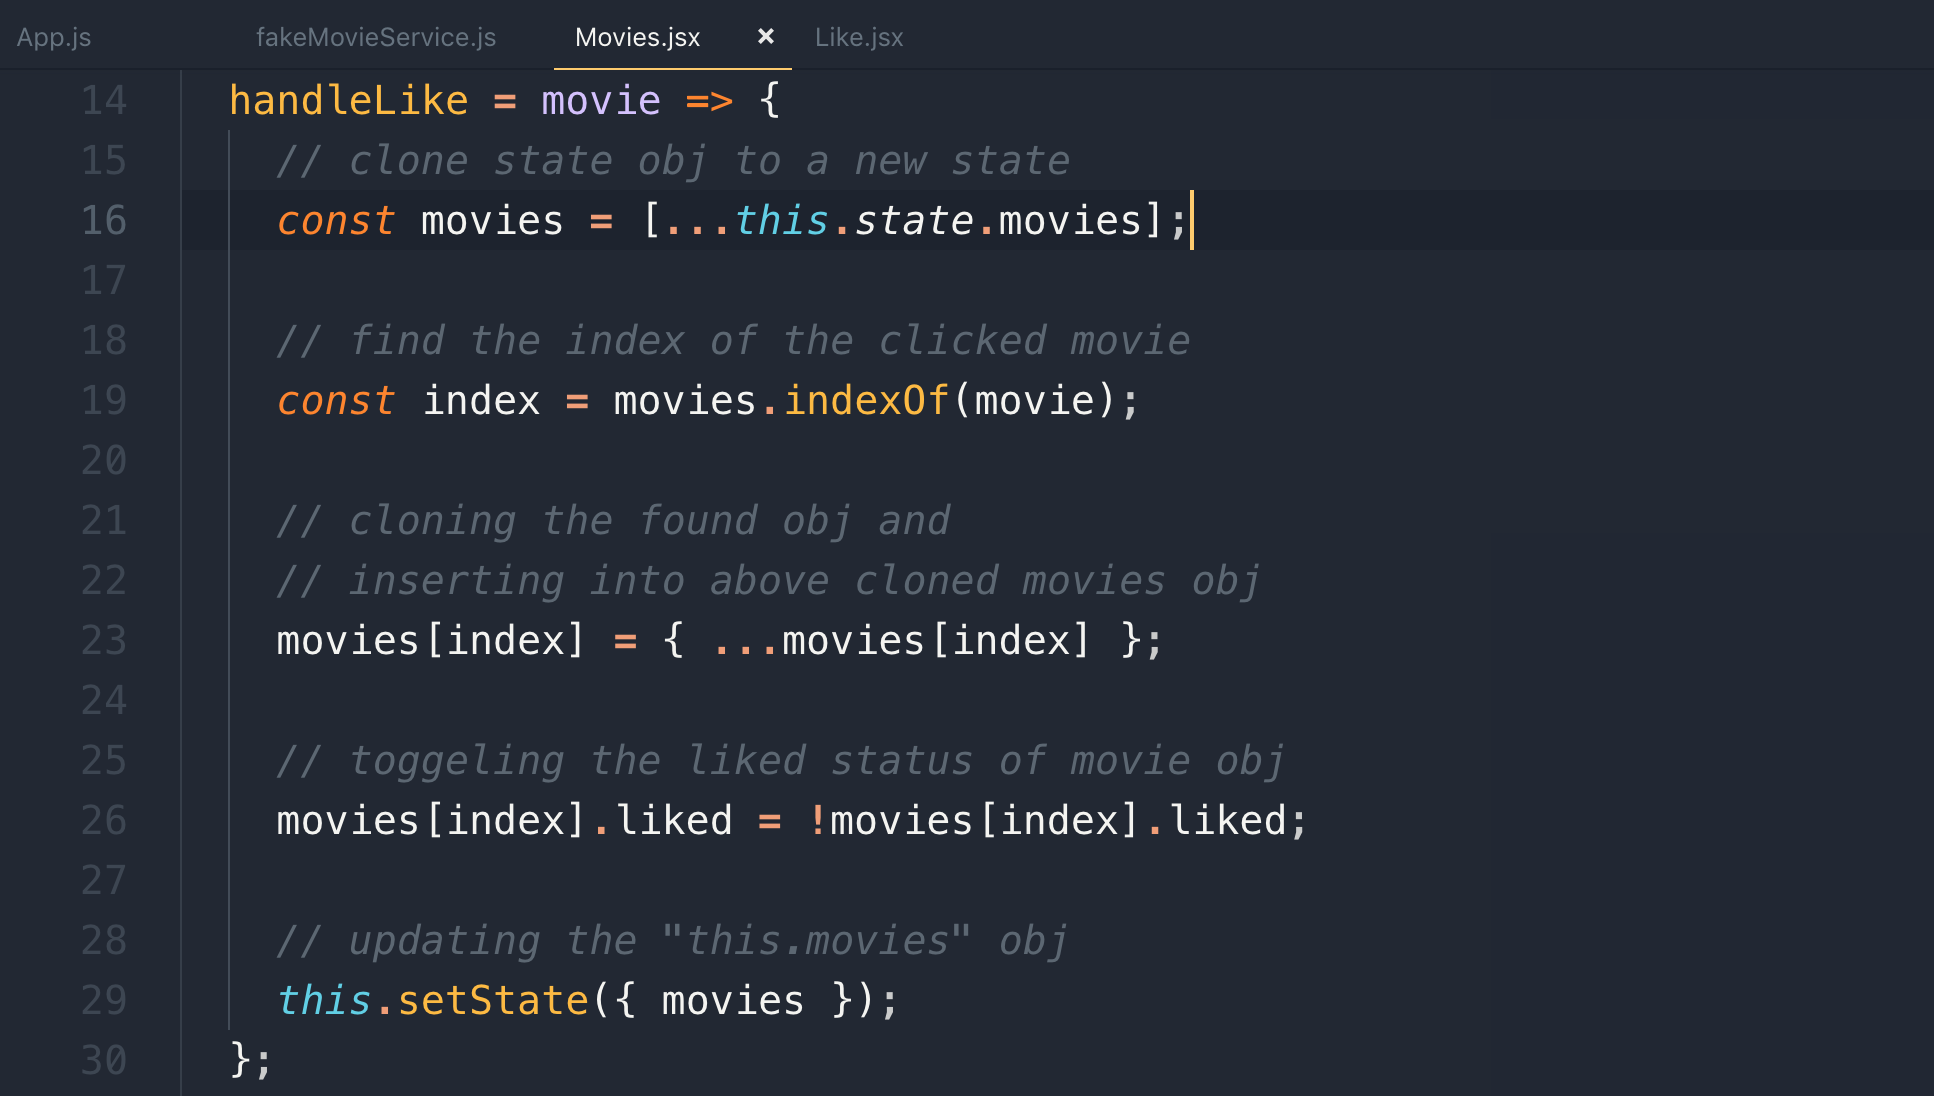 App.js fakeMovieService.js Movies.jsx × Like.jsx
14 handleLike = movie => {
15 // clone state obj to a new state
16 const movies = [...this.state.movies];
17
18 // find the index of the clicked movie
19 const index = movies.indexOf(movie);
20
21 // cloning the found obj and
22 // inserting into above cloned movies obj
23 movies[index] = { ...movies[index] };
24
25 // toggeling the liked status of movie obj
26 movies[index].liked = !movies[index].liked;
27
28 // updating the "this.movies" obj
29 this.setState({ movies });
30 };